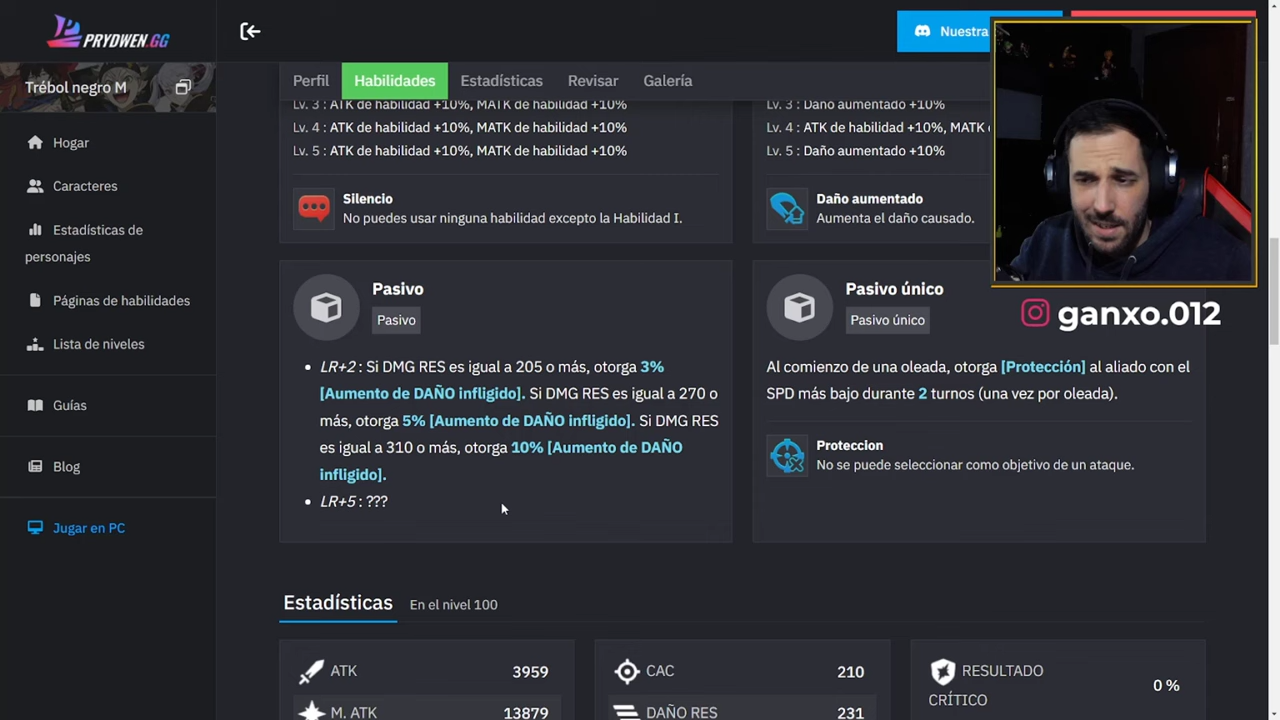 PRYDWEN.GG
Nuestra
Trébol negro M
Perfil
Habilidades
Estadísticas
Revisar
Galería
Hogar
Caracteres
Estadísticas de
personajes
Páginas de habilidades
Lista de niveles
Guías
Blog
Jugar en PC
Lv. 3 : ATK de habilidad +10%, MATK de habilidad +10%
Lv. 4 : ATK de habilidad +10%, MATK de habilidad +10%
Lv. 5 : ATK de habilidad +10%, MATK de habilidad +10%
Silencio
No puedes usar ninguna habilidad excepto la Habilidad I.
Lv. 3 : Daño aumentado +10%
Lv. 4 : ATK de habilidad +10%, MATK
Lv. 5 : Daño aumentado +10%
Daño aumentado
Aumenta el daño causado.
ganxo.012
Pasivo
Pasivo
• LR+2 : Si DMG RES es igual a 205 o más, otorga 3%
[Aumento de DAÑO infligido]. Si DMG RES es igual a 270 o
más, otorga 5% [Aumento de DAÑO infligido]. Si DMG RES
es igual a 310 o más, otorga 10% [Aumento de DAÑO
infligido].
• LR+5 : ???
Pasivo único
Pasivo único
Al comienzo de una oleada, otorga [Protección] al aliado con el
SPD más bajo durante 2 turnos (una vez por oleada).
Proteccion
No se puede seleccionar como objetivo de un ataque.
Estadísticas
En el nivel 100
ATK 3959
M. ATK 13879
CAC 210
DAÑO RES 231
RESULTADO
CRÍTICO
0 %